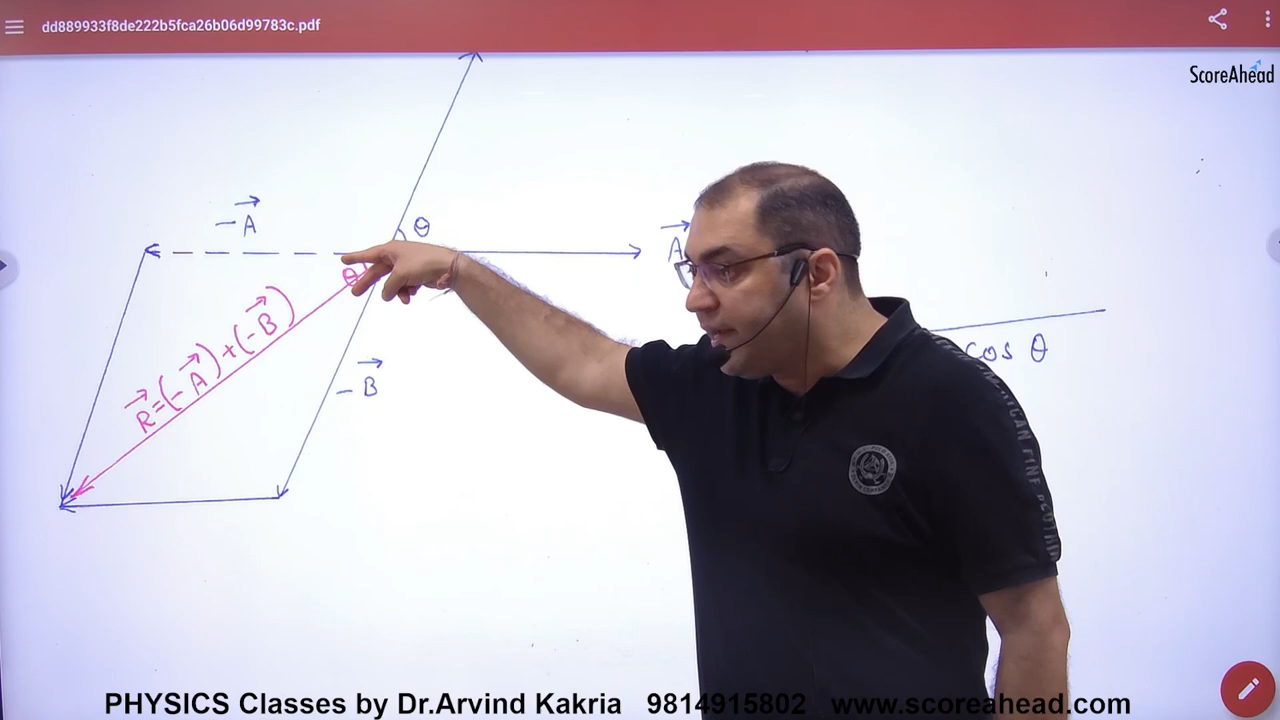 dd889933f8de222b5fca26b06d99783c.pdf
ScoreAhead
−A⃗
θ
A⃗
θ
R⃗=(−A⃗)+(−B⃗)
−B⃗
cos θ
PHYSICS Classes by Dr.Arvind Kakria 9814915802 www.scoreahead.com